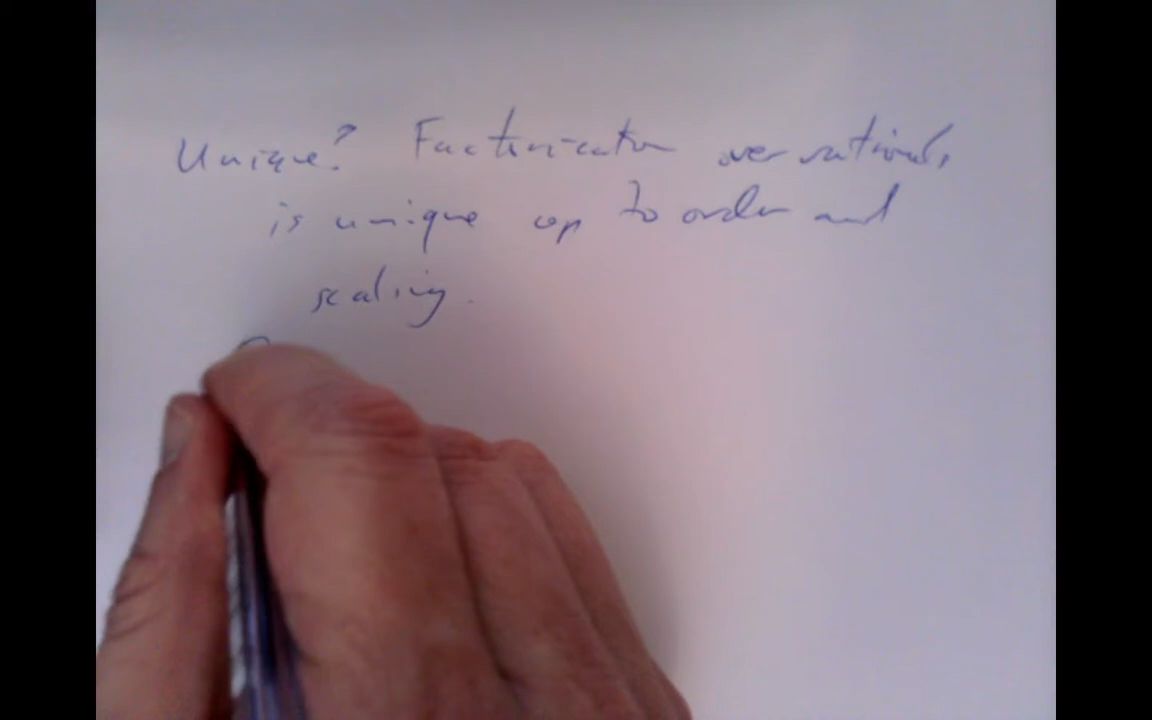 Unique? Factorization over rationals
is unique up to order and
scaling.